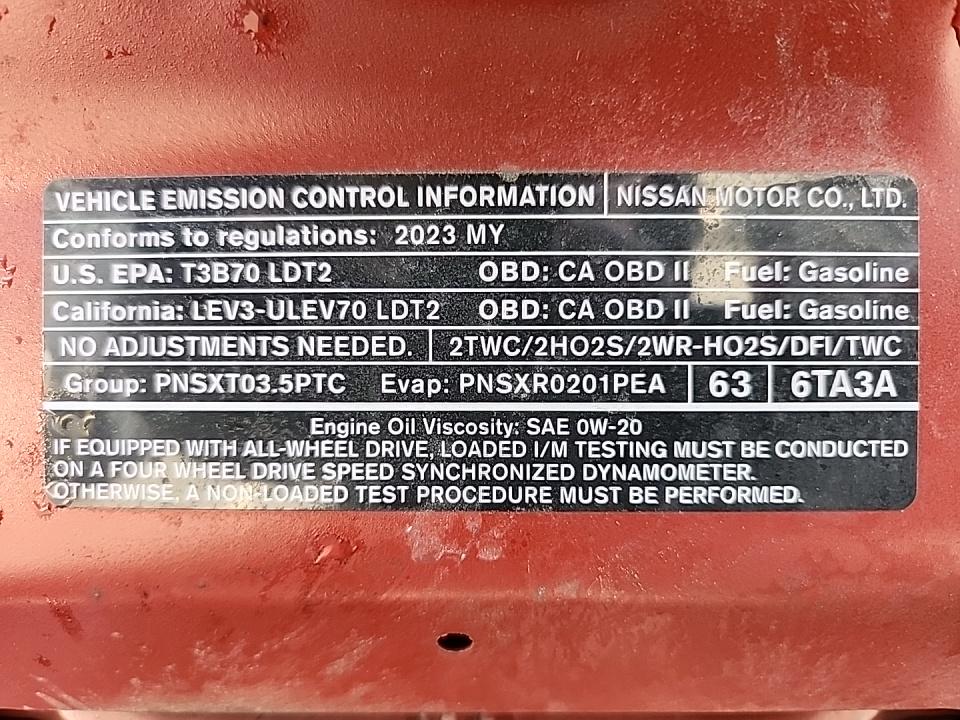 VEHICLE EMISSION CONTROL INFORMATION NISSAN MOTOR CO., LTD.
Conforms to regulations: 2023 MY
U.S. EPA: T3B70 LDT2 OBD: CA OBD II Fuel: Gasoline
California: LEV3-ULEV70 LDT2 OBD: CA OBD II Fuel: Gasoline
NO ADJUSTMENTS NEEDED. 2TWC/2HO2S/2WR-HO2S/DFI/TWC
Group: PNSXT03.5PTC Evap: PNSXR0201PEA 63 6TA3A
Engine Oil Viscosity: SAE 0W-20
IF EQUIPPED WITH ALL-WHEEL DRIVE, LOADED I/M TESTING MUST BE CONDUCTED
ON A FOUR WHEEL DRIVE SPEED SYNCHRONIZED DYNAMOMETER.
OTHERWISE, A NON-LOADED TEST PROCEDURE MUST BE PERFORMED.